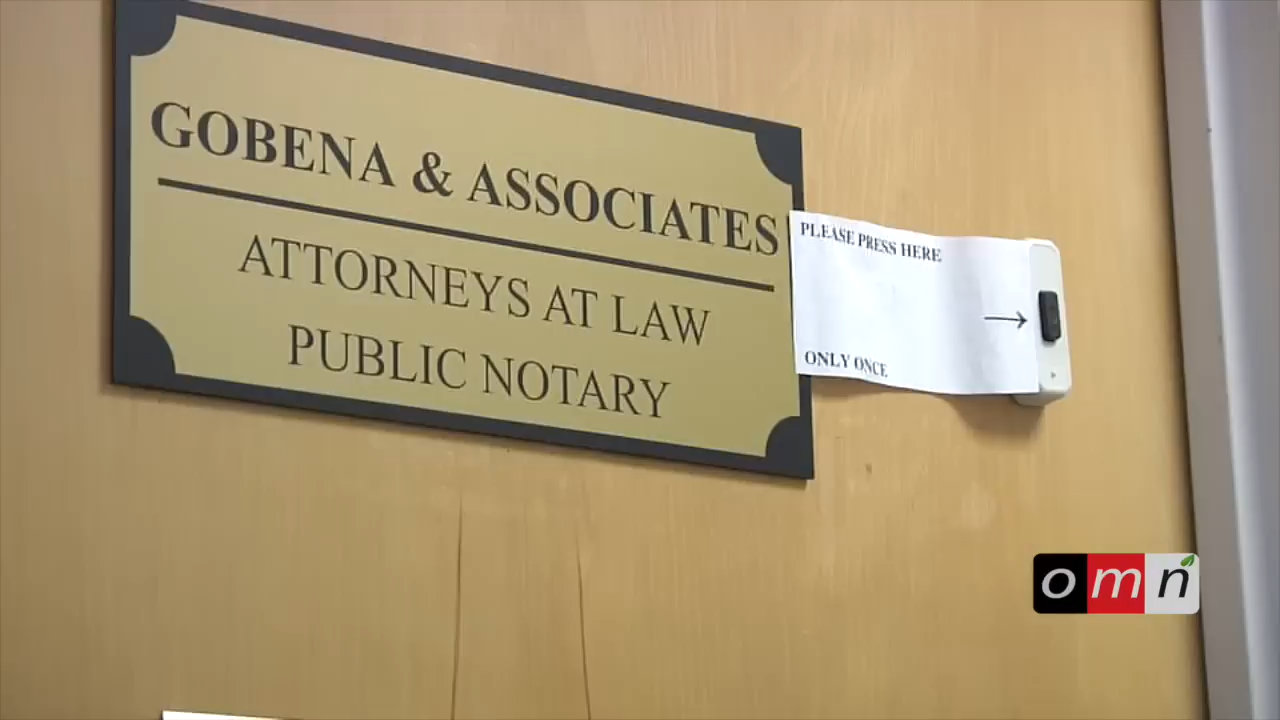 GOBENA & ASSOCIATES
ATTORNEYS AT LAW
PUBLIC NOTARY
PLEASE PRESS HERE
→
ONLY ONCE
omn